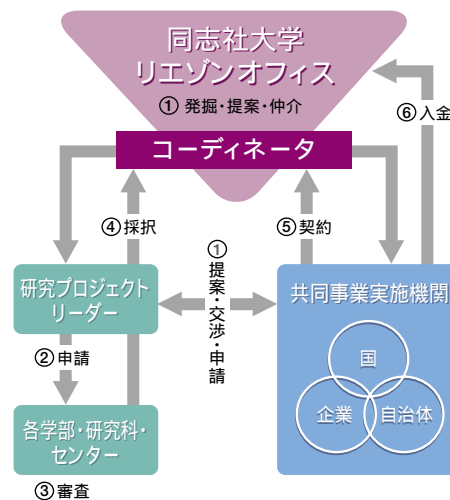 同志社大学
リエゾンオフィス
① 発掘・提案・仲介
コーディネータ
⑥入金
④採択
⑤契約
①提案・交渉・申請
研究プロジェクト
リーダー
共同事業実施機関
②申請
国
企業
自治体
各学部・研究科・
センター
③審査